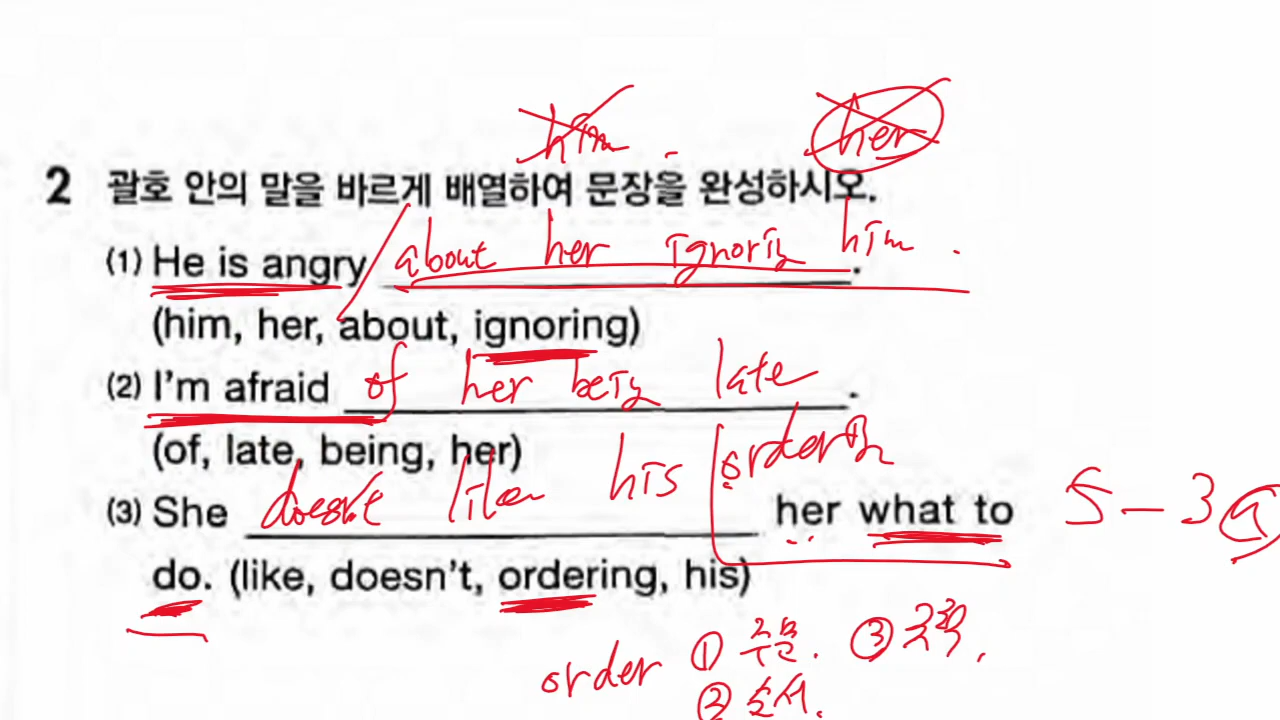 him . her
2 괄호 안의 말을 바르게 배열하여 문장을 완성하시오.
(1) He is angry about her ignoring him .
(him, her, about, ignoring)
(2) I'm afraid of her being late .
(of, late, being, her)
(3) She doesn't like his ordering her what to 5-3
do. (like, doesn't, ordering, his)
order ① 주문. ③
② 순서.